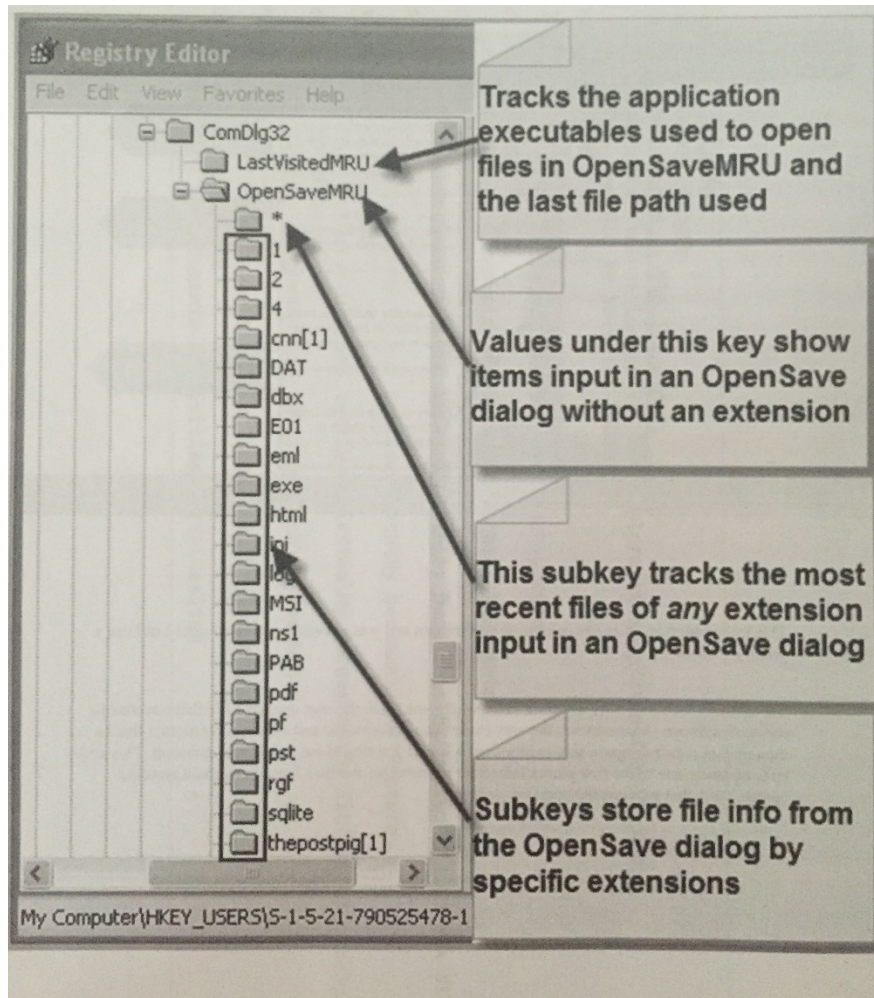 Registry Editor
File Edit View Favorites Help
ComDlg32
LastVisitedMRU
OpenSaveMRU
*
1
2
4
cnn[1]
DAT
dbx
E01
eml
exe
html
ini
log
MSI
ns1
PAB
pdf
pf
pst
rgf
sqlite
thepostpig[1]
My Computer\HKEY_USERS\S-1-5-21-790525478-1
Tracks the application
executables used to open
files in OpenSaveMRU and
the last file path used
Values under this key show
items input in an OpenSave
dialog without an extension
This subkey tracks the most
recent files of any extension
input in an OpenSave dialog
Subkeys store file info from
the OpenSave dialog by
specific extensions